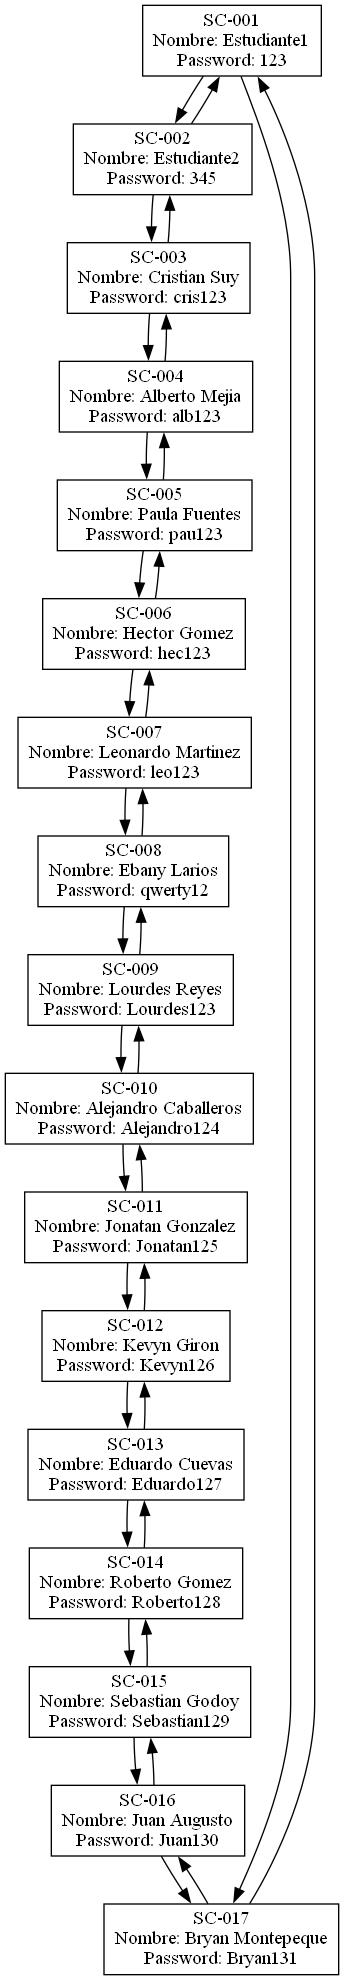 SC-001
Nombre: Estudiante1
Password: 123
SC-002
Nombre: Estudiante2
Password: 345
SC-003
Nombre: Cristian Suy
Password: cris123
SC-004
Nombre: Alberto Mejia
Password: alb123
SC-005
Nombre: Paula Fuentes
Password: pau123
SC-006
Nombre: Hector Gomez
Password: hec123
SC-007
Nombre: Leonardo Martinez
Password: leo123
SC-008
Nombre: Ebany Larios
Password: qwerty12
SC-009
Nombre: Lourdes Reyes
Password: Lourdes123
SC-010
Nombre: Alejandro Caballeros
Password: Alejandro124
SC-011
Nombre: Jonatan Gonzalez
Password: Jonatan125
SC-012
Nombre: Kevyn Giron
Password: Kevyn126
SC-013
Nombre: Eduardo Cuevas
Password: Eduardo127
SC-014
Nombre: Roberto Gomez
Password: Roberto128
SC-015
Nombre: Sebastian Godoy
Password: Sebastian129
SC-016
Nombre: Juan Augusto
Password: Juan130
SC-017
Nombre: Bryan Montepeque
Password: Bryan131